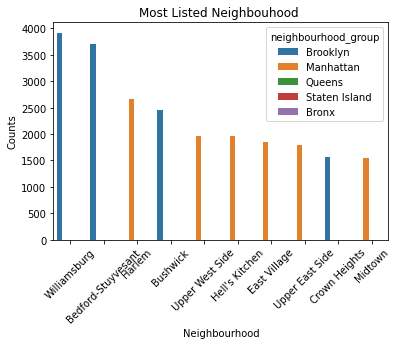 Most Listed Neighbouhood
neighbourhood_group
Brooklyn
Manhattan
Queens
Staten Island
Bronx
Counts
4000
3500
3000
2500
2000
1500
1000
500
0
Williamsburg
Bedford-Stuyvesant
Harlem
Bushwick
Upper West Side
Hell's Kitchen
East Village
Upper East Side
Crown Heights
Midtown
Neighbourhood